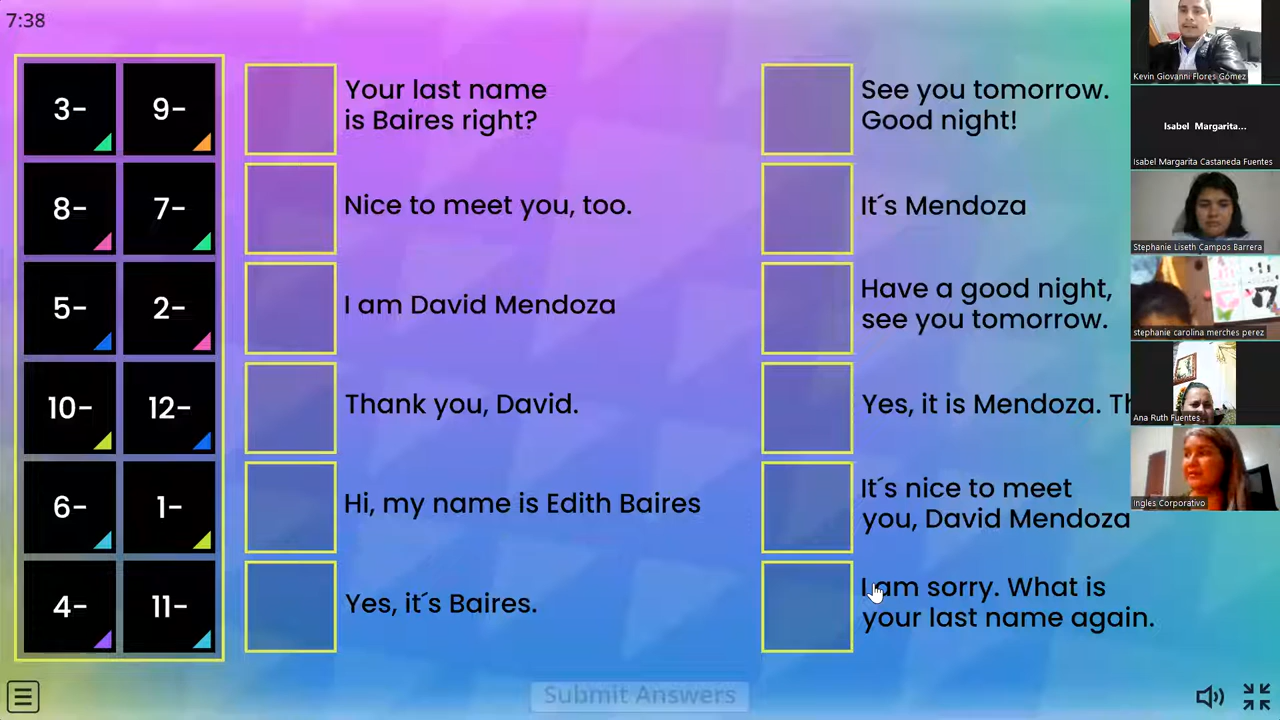 7:38
3-
9-
8-
7-
5-
2-
10-
12-
6-
1-
4-
11-
Your last name
is Baires right?
Nice to meet you, too.
I am David Mendoza
Thank you, David.
Hi, my name is Edith Baires
Yes, it´s Baires.
See you tomorrow.
Good night!
It´s Mendoza
Have a good night,
see you tomorrow.
Yes, it is Mendoza.
It´s nice to meet
you, David Mendoza
I am sorry. What is
your last name again.
Submit Answers
Kevin Giovanni Flores Gómez
Isabel Margarita...
Isabel Margarita Castaneda Fuentes
Stephanie Liseth Campos Barrera
stephanie carolina merches perez
Ana Ruth Fuentes
Ingles Corporativo